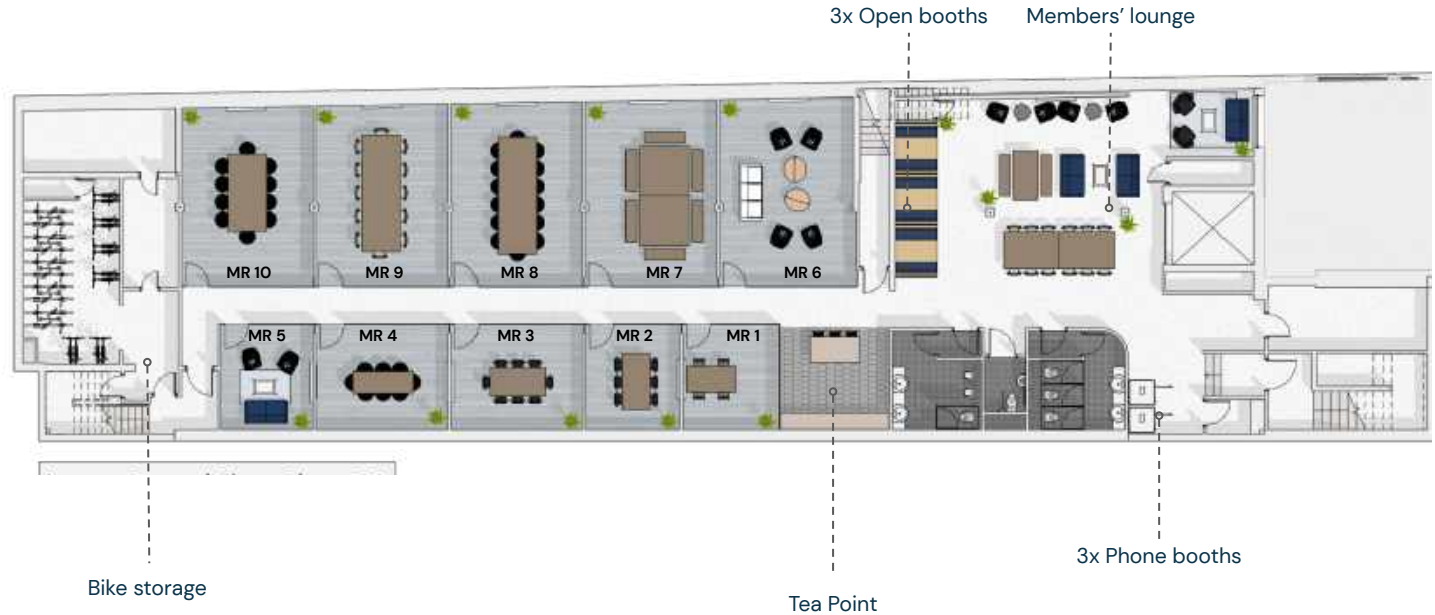 3x Open booths
Members' lounge
MR 10
MR 9
MR 8
MR 7
MR 6
MR 5
MR 4
MR 3
MR 2
MR 1
3x Phone booths
Bike storage
Tea Point